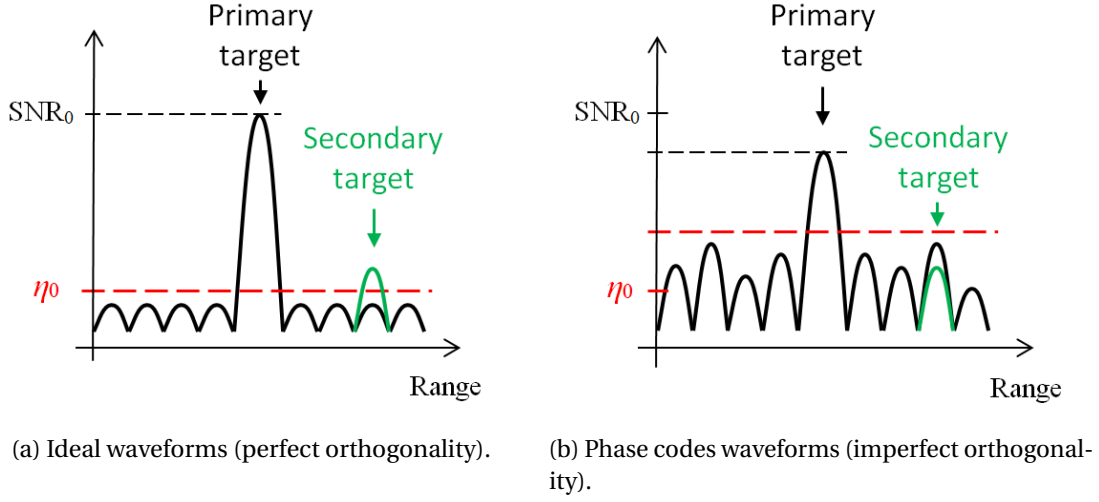 Primary
target
SNR0
Secondary
target
η0
Range
(a) Ideal waveforms (perfect orthogonality).
Primary
target
SNR0
Secondary
target
η0
Range
(b) Phase codes waveforms (imperfect orthogonal-
ity).